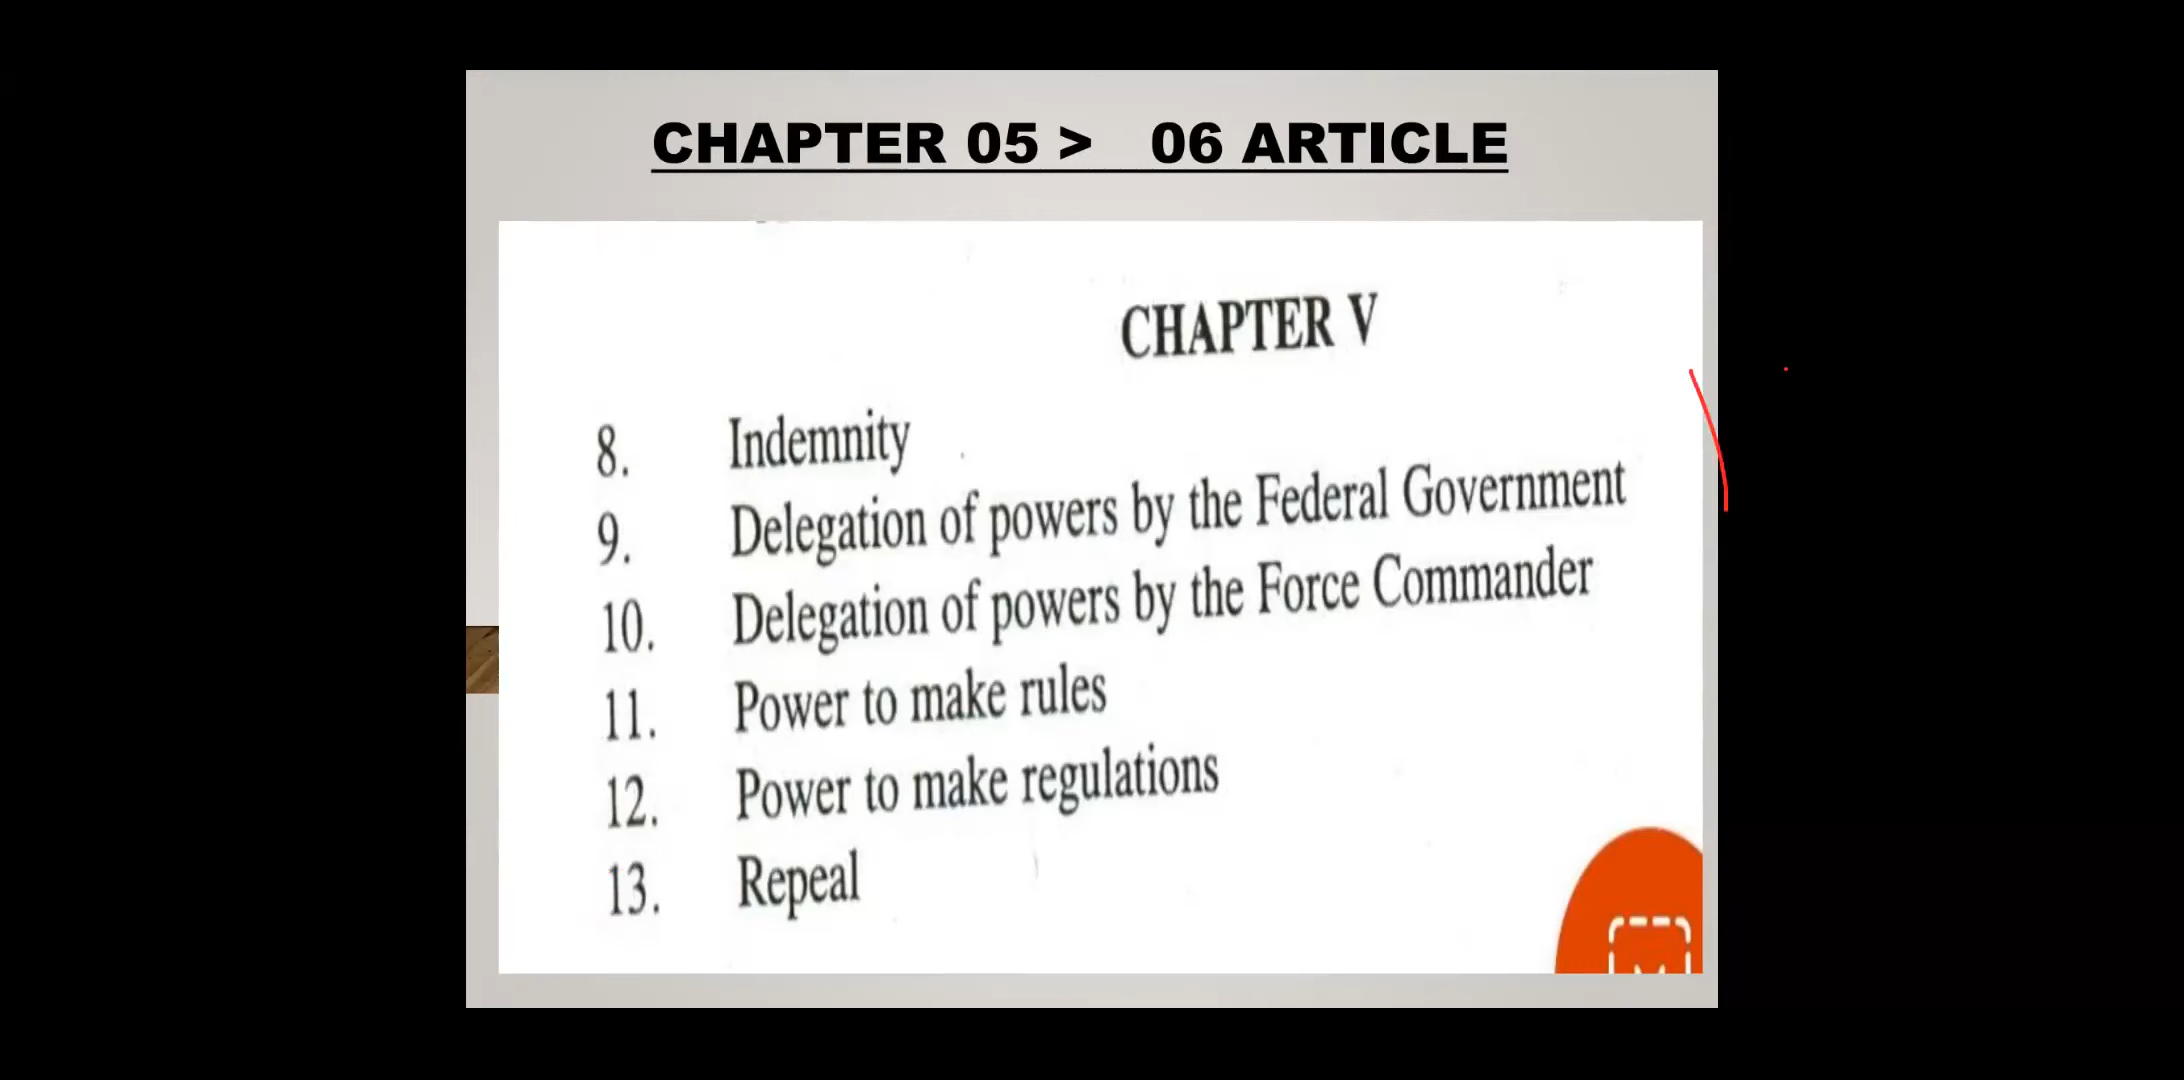 CHAPTER 05 > 06 ARTICLE
CHAPTER V
8. Indemnity
9. Delegation of powers by the Federal Government
10. Delegation of powers by the Force Commander
11. Power to make rules
12. Power to make regulations
13. Repeal